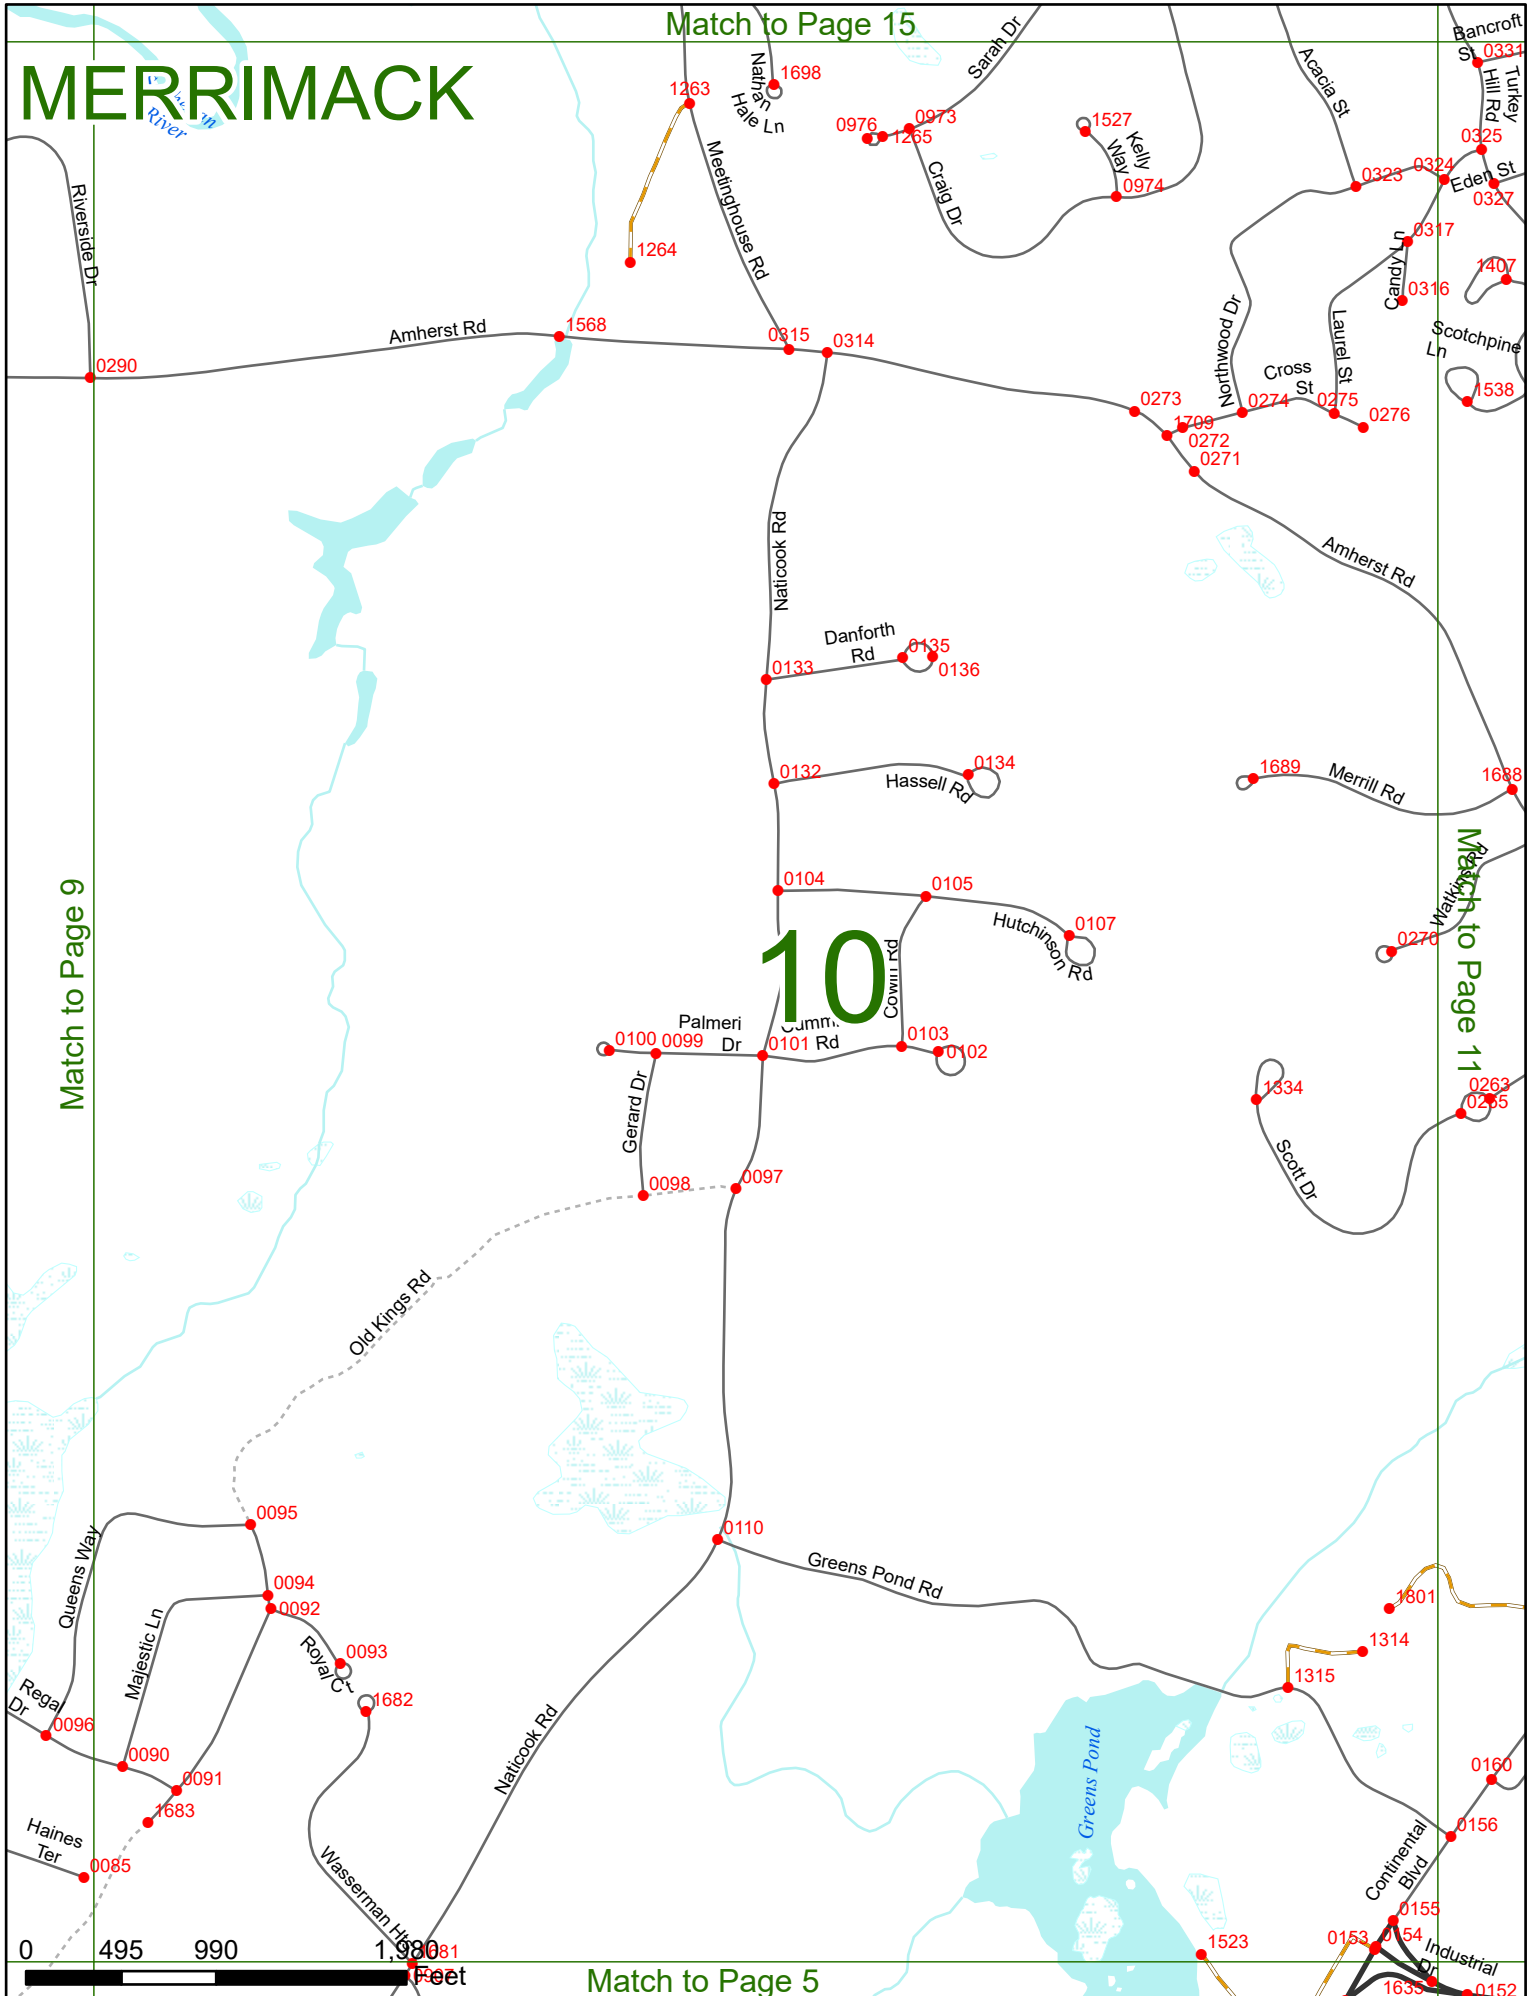 Match to Page 15
MERRIMACK
River
Bancroft
St
0331
Turkey
Hill Rd
Nathan
Hale Ln
1698
1263
Sarah Dr
Acacia St
0973
0976
1265
1527
Kelly
Way
0974
0325
0324
0323
Eden St
0327
Riverside Dr
Meetinghouse Rd
Craig Dr
1264
0317
Candy Ln
0316
1407
Northwood Dr
Laurel St
Scotchpine
Ln
Amherst Rd
1568
0315
0314
0290
Cross
St
1538
0273
0274
0275
0276
1709
0272
0271
Naticook Rd
Amherst Rd
Danforth
Rd
0135
0136
0133
0132
Hassell Rd
0134
1689
Merrill Rd
1688
Match to Page 9
Match to Page 11
Watkins Rd
0104
0105
Hutchinson Rd
0107
0270
10
Cowin Rd
Palmeri
Dr
Rd
0100
0099
0101
0103
0102
Gerard Dr
1334
0263
0265
Scott Dr
0098
0097
Old Kings Rd
0095
0110
Queens Way
Greens Pond Rd
0094
0092
Majestic Ln
Royal Ct
0093
1682
1801
1314
1315
Regal
Dr
0096
0090
0091
1683
Naticook Rd
Greens Pond
0160
0156
Haines
Ter
0085
Wasserman Hts
Continental
Blvd
0155
0153
0154
Industrial
Dr
1523
1635
0152
1681
0 495 990 1,980
Feet
Match to Page 5